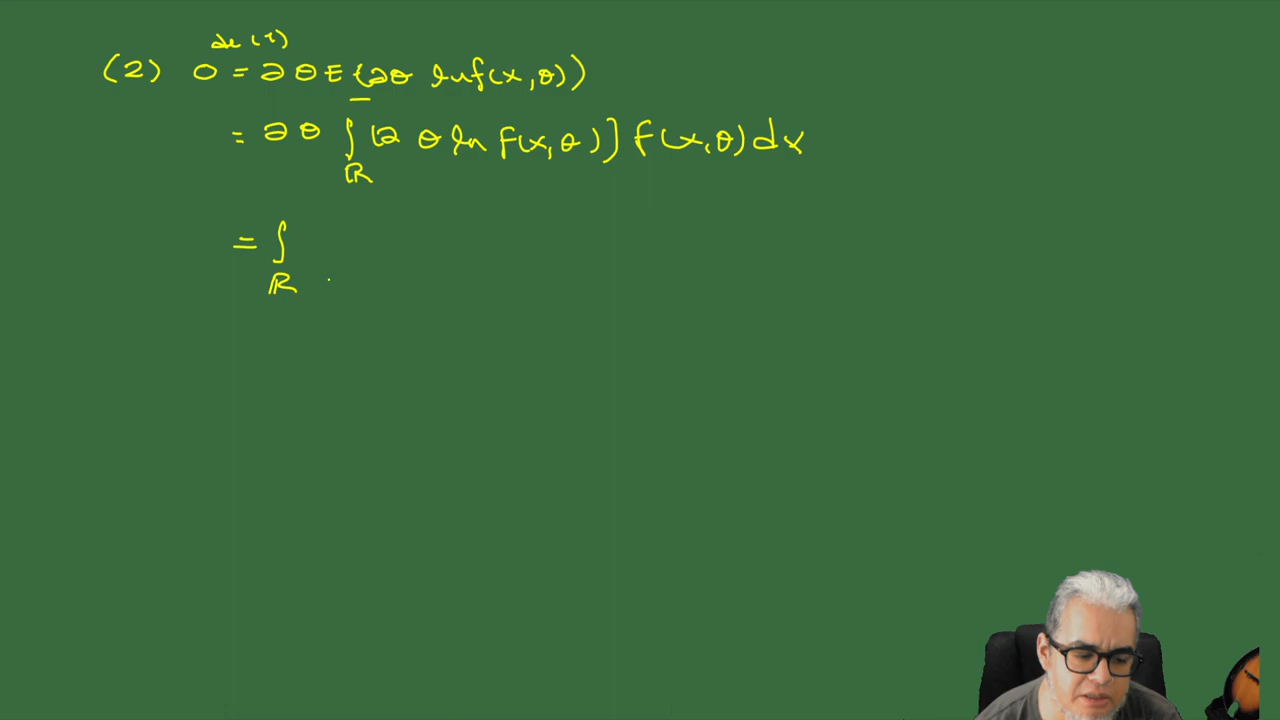 de (1)
(2) 0 = ∂θ E (∂θ ln f(x,θ))
= ∂θ ∫ℝ [∂θ ln f(x,θ)] f(x,θ) dx
= ∫ℝ